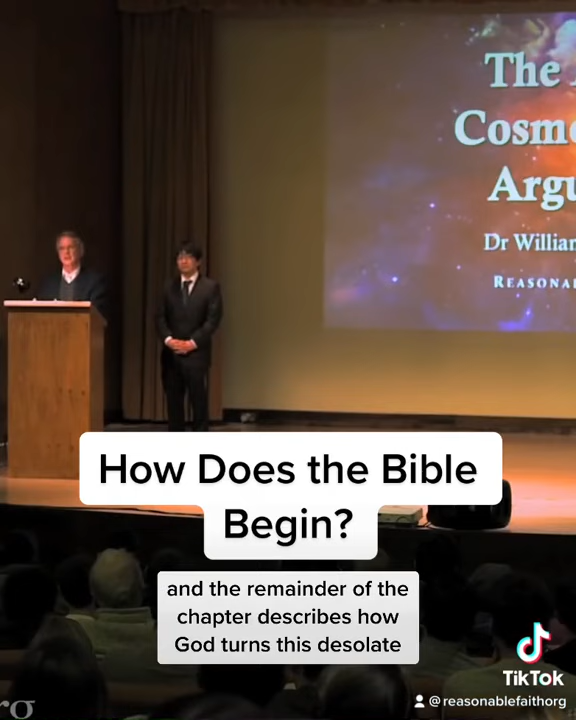 The
Cosmo
Argu
Dr William
REASONA
How Does the Bible
Begin?
and the remainder of the
chapter describes how
God turns this desolate
TikTok
@reasonablefaithorg